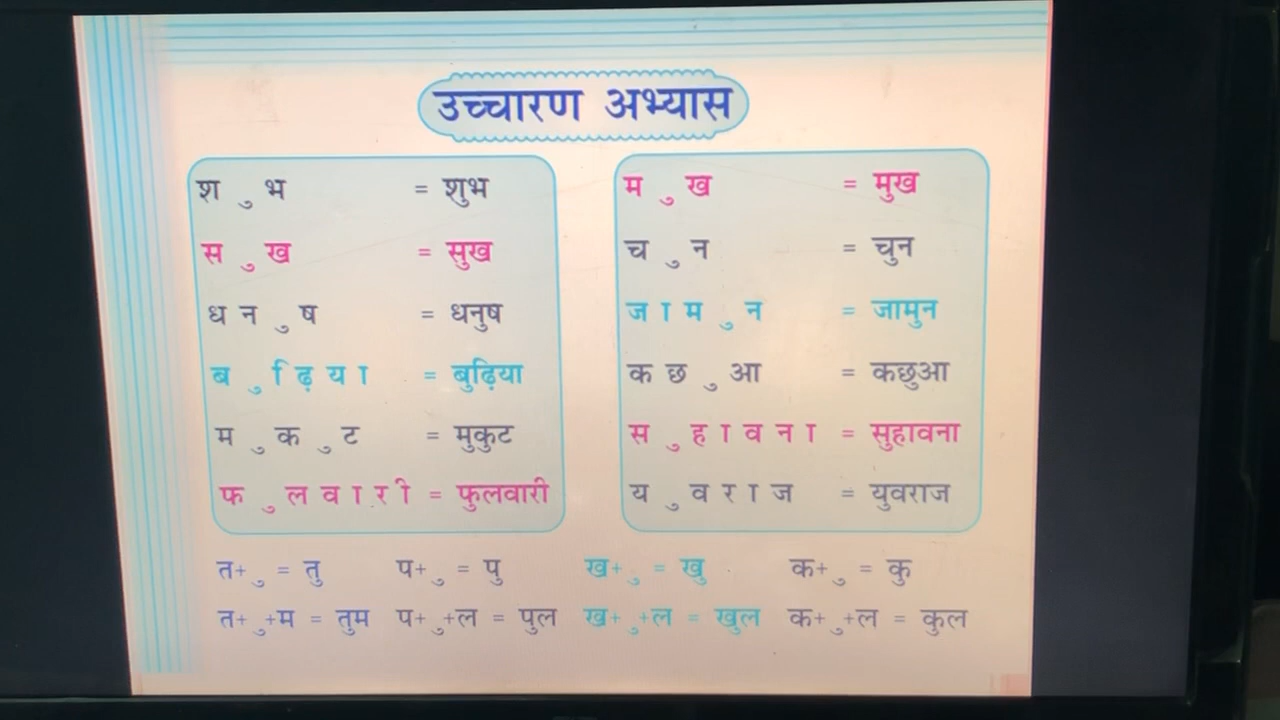 उच्चारण अभ्यास
श ु भ = शुभ
स ु ख = सुख
ध न ु ष = धनुष
ब ु ि ढ़ या = बुढ़िया
म ु क ु ट = मुकुट
फ ु ल व ा र ी = फुलवारी
म ु ख = मुख
च ु न = चुन
ज ा म ु न = जामुन
क छ ु आ = कछुआ
स ु ह ा व न ा = सुहावना
य ु व र ा ज = युवराज
त+ ु = तु प+ ु = पु ख+ ु = खु क+ ु = कु
त+ ु +म = तुम प+ ु +ल = पुल ख+ ु +ल = खुल क+ ु +ल = कुल